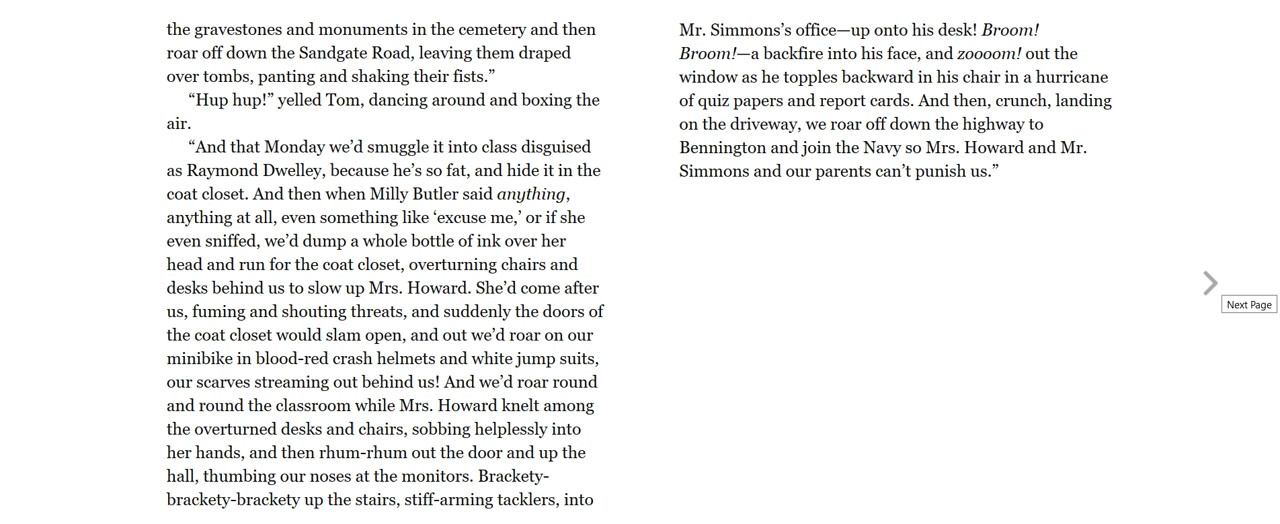 the gravestones and monuments in the cemetery and then
roar off down the Sandgate Road, leaving them draped
over tombs, panting and shaking their fists.”
“Hup hup!” yelled Tom, dancing around and boxing the
air.
“And that Monday we’d smuggle it into class disguised
as Raymond Dwelley, because he’s so fat, and hide it in the
coat closet. And then when Milly Butler said anything,
anything at all, even something like ‘excuse me,’ or if she
even sniffed, we’d dump a whole bottle of ink over her
head and run for the coat closet, overturning chairs and
desks behind us to slow up Mrs. Howard. She’d come after
us, fuming and shouting threats, and suddenly the doors of
the coat closet would slam open, and out we’d roar on our
minibike in blood-red crash helmets and white jump suits,
our scarves streaming out behind us! And we’d roar round
and round the classroom while Mrs. Howard knelt among
the overturned desks and chairs, sobbing helplessly into
her hands, and then rhum-rhum out the door and up the
hall, thumbing our noses at the monitors. Brackety-
brackety-brackety up the stairs, stiff-arming tacklers, into
Mr. Simmons’s office—up onto his desk! Broom!
Broom!—a backfire into his face, and zoooom! out the
window as he topples backward in his chair in a hurricane
of quiz papers and report cards. And then, crunch, landing
on the driveway, we roar off down the highway to
Bennington and join the Navy so Mrs. Howard and Mr.
Simmons and our parents can’t punish us.”
Next Page